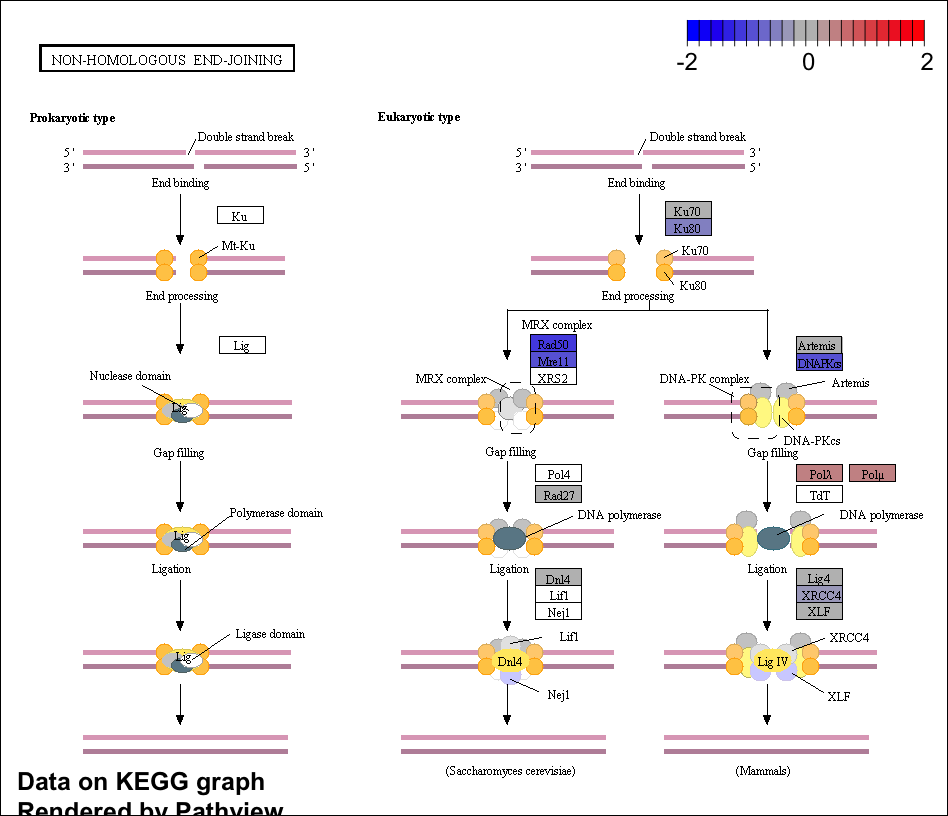 -2 0 2
NON-HOMOLOGOUS END-JOINING
Prokaryotic type
Eukaryotic type
Double strand break
5' 3'
3' 5'
End binding
Ku
Mt-Ku
End processing
Lig
Nuclease domain
Lig
Gap filling
Polymerase domain
Lig
Ligation
Ligase domain
Lig
Double strand break
5' 3'
3' 5'
End binding
Ku70
Ku80
Ku70
Ku80
End processing
MRX complex
Rad50
Mre11
XRS2
MRX complex
Gap filling
Pol4
Rad27
DNA polymerase
Ligation
Dnl4
Lif1
Nej1
Lif1
Dnl4
Nej1
(Saccharomyces cerevisiae)
Artemis
DNAPKcs
DNA-PK complex
Artemis
DNA-PKcs
Gap filling
Polλ Polμ
TdT
DNA polymerase
Ligation
Lig4
XRCC4
XLF
XRCC4
Lig IV
XLF
(Mammals)
Data on KEGG graph
Rendered by Pathview